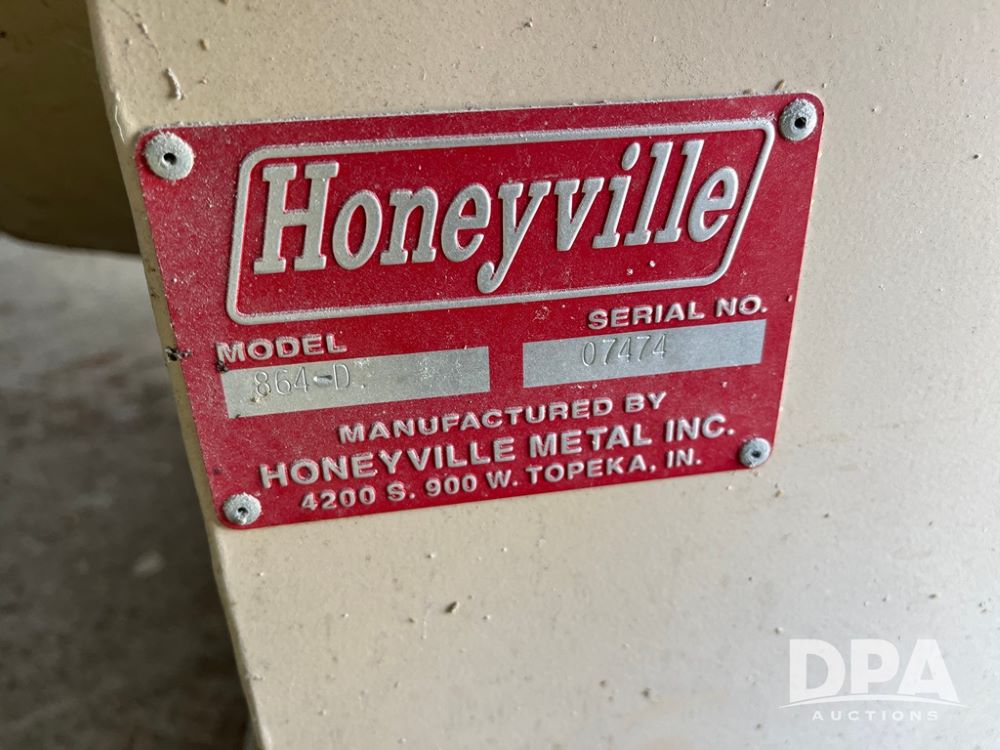 Honeyville
MODEL
SERIAL NO.
864-D
07474
MANUFACTURED BY
HONEYVILLE METAL INC.
4200 S. 900 W. TOPEKA, IN.
DPA
AUCTIONS